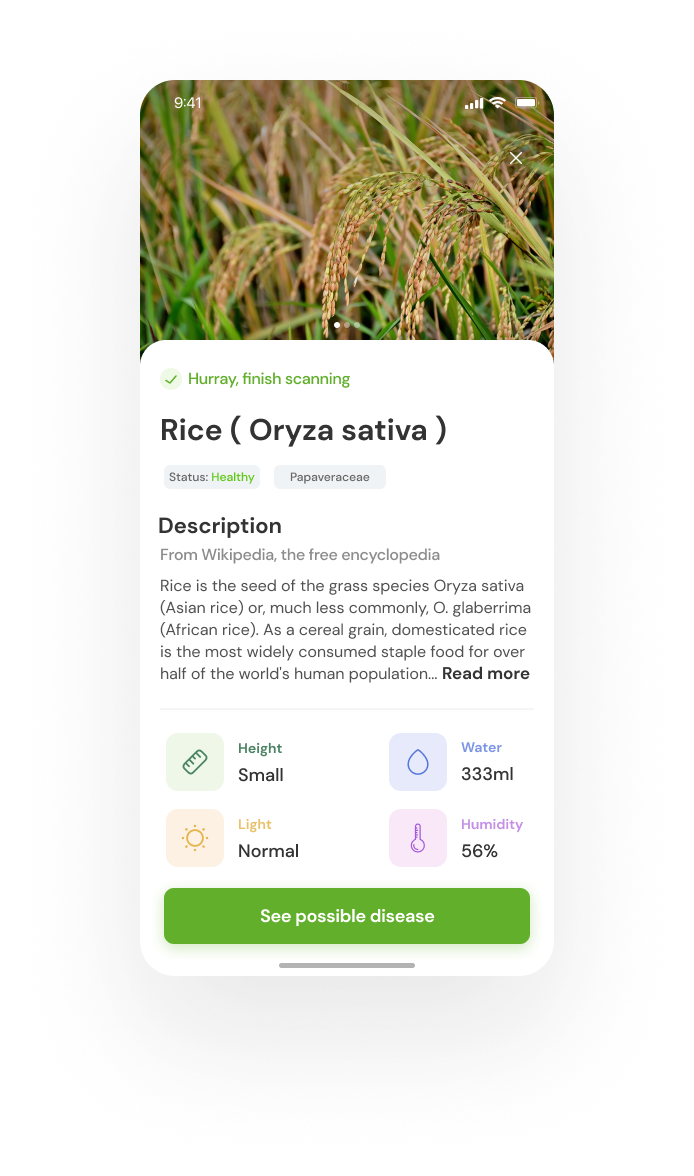 9:41
Hurray, finish scanning
Rice ( Oryza sativa )
Status: Healthy
Papaveraceae
Description
From Wikipedia, the free encyclopedia
Rice is the seed of the grass species Oryza sativa
(Asian rice) or, much less commonly, O. glaberrima
(African rice). As a cereal grain, domesticated rice
is the most widely consumed staple food for over
half of the world's human population... Read more
Height
Small
Water
333ml
Light
Normal
Humidity
56%
See possible disease